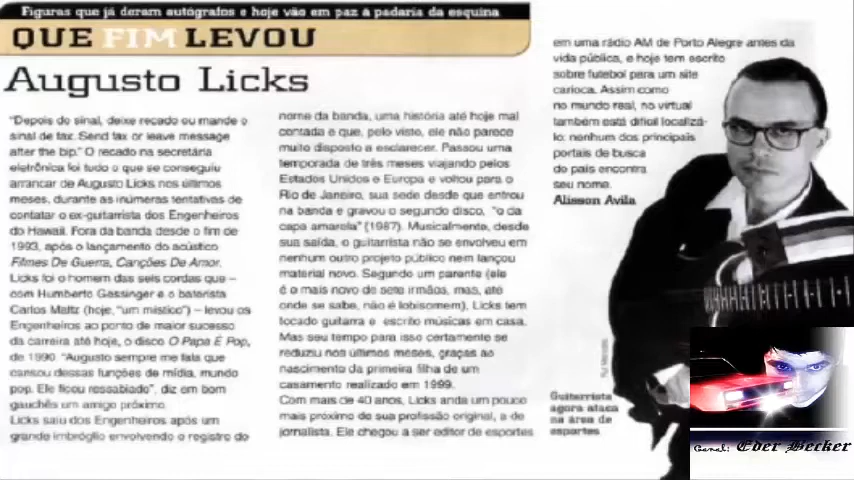 Figuras que já deram autógrafos e hoje vão em paz à padaria da esquina
QUE FIM LEVOU
Augusto Licks
"Depois do sinal, deixe recado ou mande o
sinal de fax. Send fax or leave message
after the bip." O recado na secretária
eletrônica foi tudo o que se conseguiu
arrancar de Augusto Licks nos últimos
meses, durante as inúmeras tentativas de
contatar o ex-guitarrista dos Engenheiros
do Hawaii. Fora da banda desde o fim de
1993, após o lançamento do acústico
Filmes De Guerra, Canções De Amor,
Licks foi o homem das seis cordas que –
com Humberto Gessinger e o baterista
Carlos Maltz (hoje, "um místico") – levou os
Engenheiros ao ponto de maior sucesso
da carreira até hoje, o disco O Papa É Pop,
de 1990. "Augusto sempre me fala que
cansou dessas funções de mídia, mundo
pop. Ele ficou ressabiado", diz em bom
gauchês um amigo próximo.
Licks saiu dos Engenheiros após um
grande imbróglio envolvendo o registro do
nome da banda, uma história até hoje mal
contada e que, pelo visto, ele não parece
muito disposto a esclarecer. Passou uma
temporada de três meses viajando pelos
Estados Unidos e Europa e voltou para o
Rio de Janeiro, sua sede desde que entrou
na banda e gravou o segundo disco, "o da
capa amarela" (1987). Musicalmente, desde
sua saída, o guitarrista não se envolveu em
nenhum outro projeto público nem lançou
material novo. Segundo um parente (ele
é o mais novo de sete irmãos, mas, até
onde se sabe, não é lobisomem), Licks tem
tocado guitarra e escrito músicas em casa.
Mas seu tempo para isso certamente se
reduziu nos últimos meses, graças ao
nascimento da primeira filha de um
casamento realizado em 1999.
Com mais de 40 anos, Licks anda um pouco
mais próximo de sua profissão original, a de
jornalista. Ele chegou a ser editor de esportes
em uma rádio AM de Porto Alegre antes da
vida pública, e hoje tem escrito
sobre futebol para um site
carioca. Assim como
no mundo real, no virtual
também está difícil localizá-
lo: nenhum dos principais
portais de busca
do país encontra
seu nome.
Alisson Avila
Guitarrista
agora ataca
na área de
esportes
Canal: Eder Becker